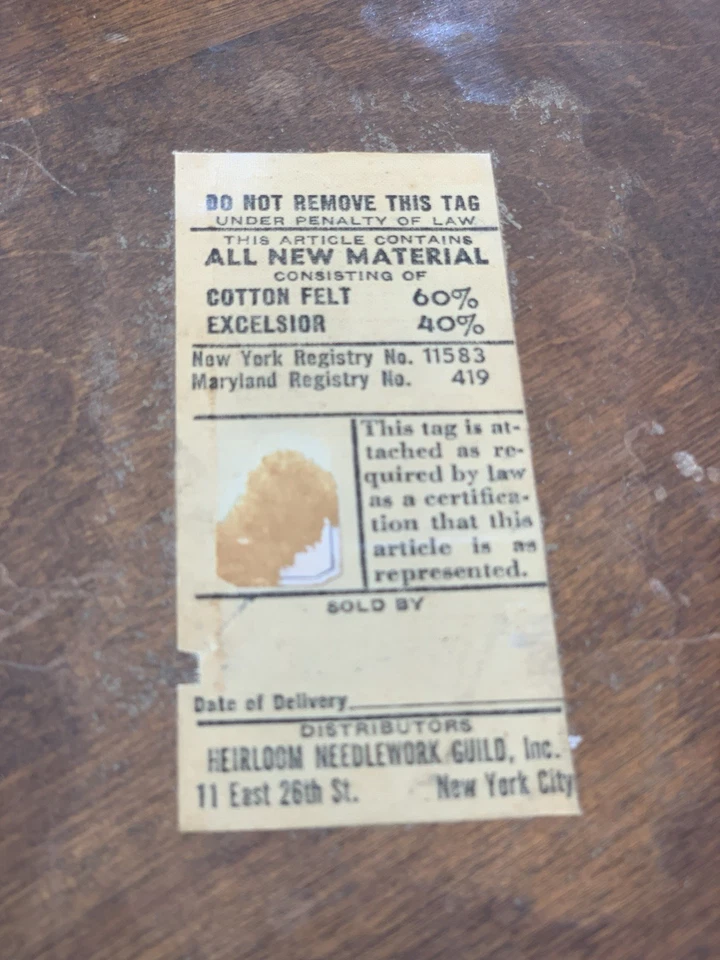 DO NOT REMOVE THIS TAG
UNDER PENALTY OF LAW
THIS ARTICLE CONTAINS
ALL NEW MATERIAL
CONSISTING OF
COTTON FELT 60%
EXCELSIOR 40%
New York Registry No. 11583
Maryland Registry No. 419
This tag is at-
tached as re-
quired by law
as a certifica-
tion that this
article is as
represented.
SOLD BY
Date of Delivery
DISTRIBUTORS
HEIRLOOM NEEDLEWORK GUILD, Inc.
11 East 26th St. New York City